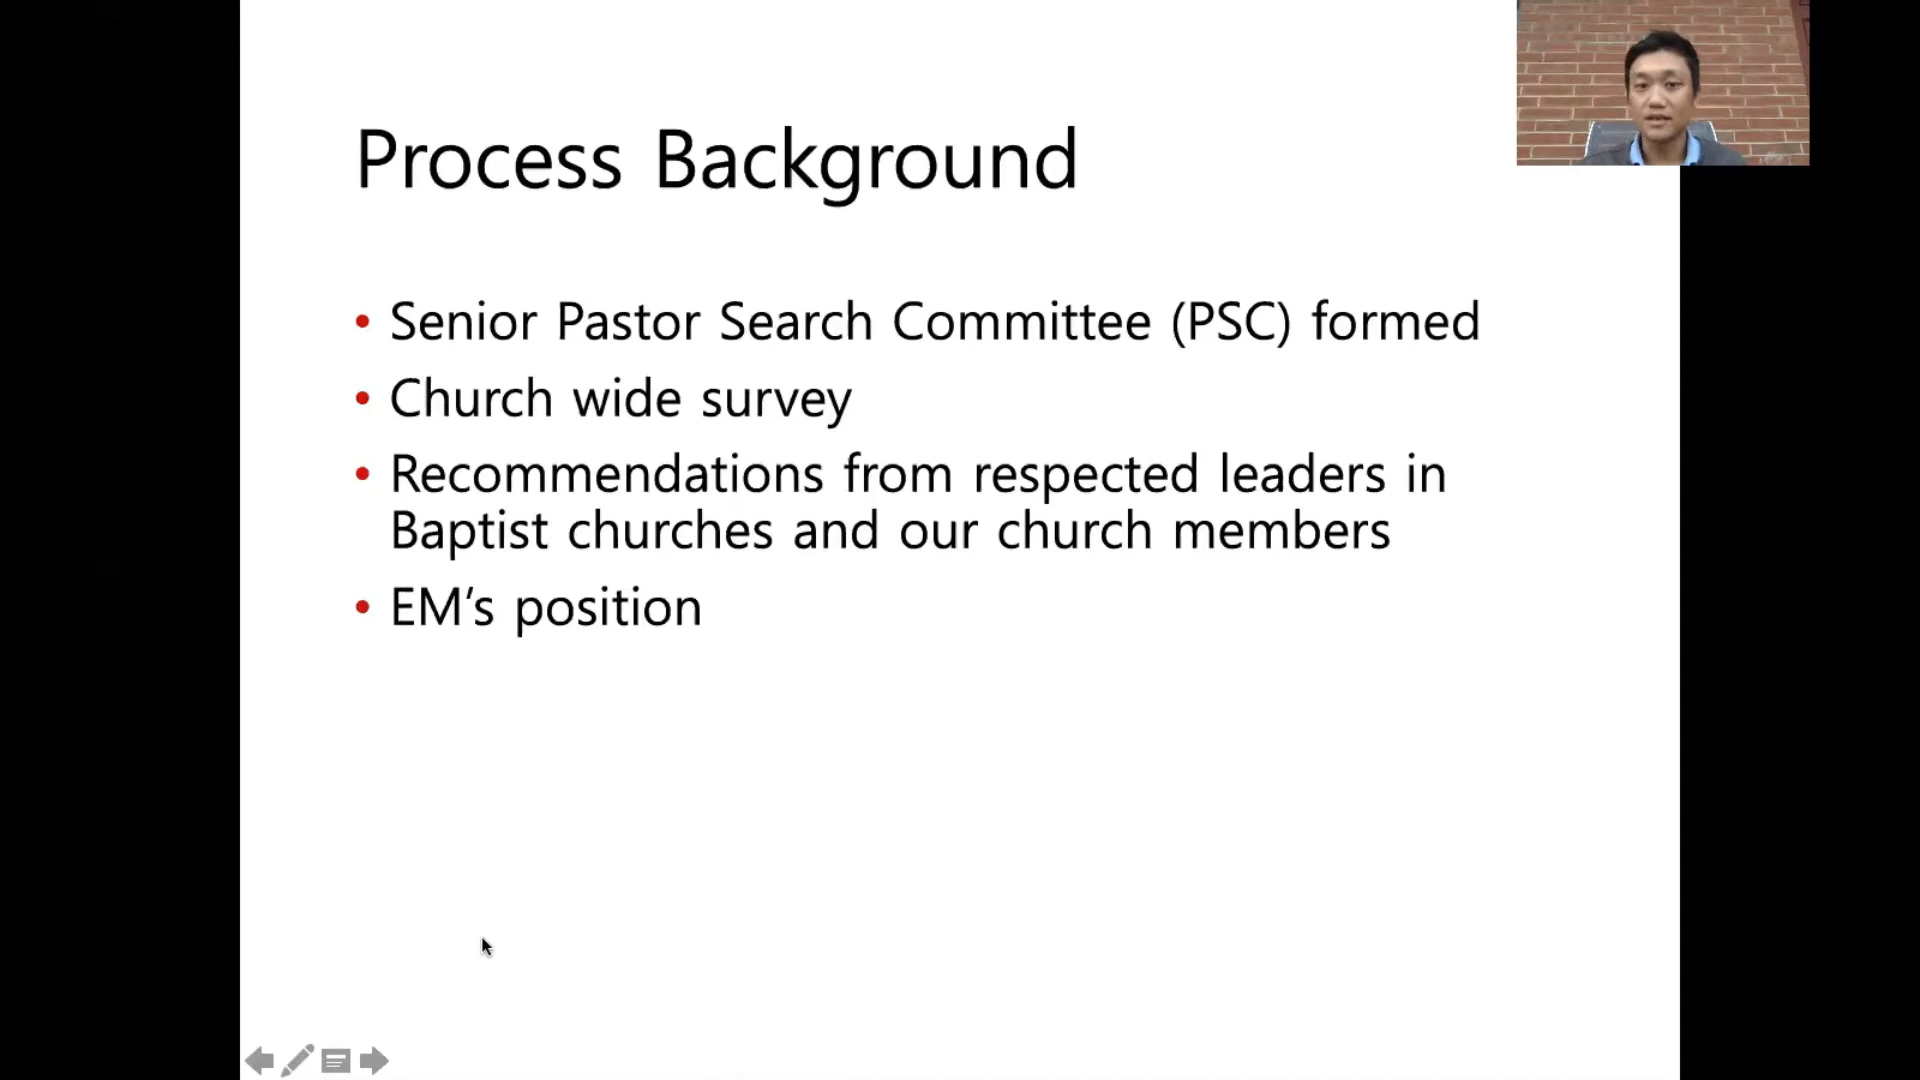 Process Background
• Senior Pastor Search Committee (PSC) formed
• Church wide survey
• Recommendations from respected leaders in
Baptist churches and our church members
• EM’s position